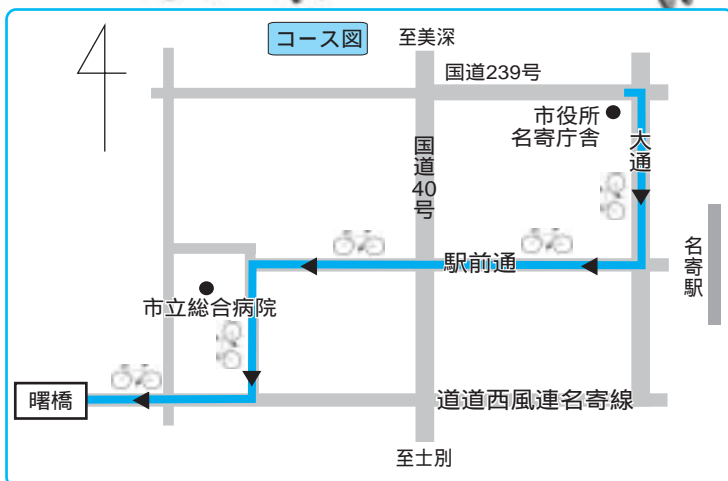 コース図
至美深
国道239号
市役所
名寄庁舎
大通
国道40号
名寄駅
駅前通
市立総合病院
曙橋
道道西風連名寄線
至士別